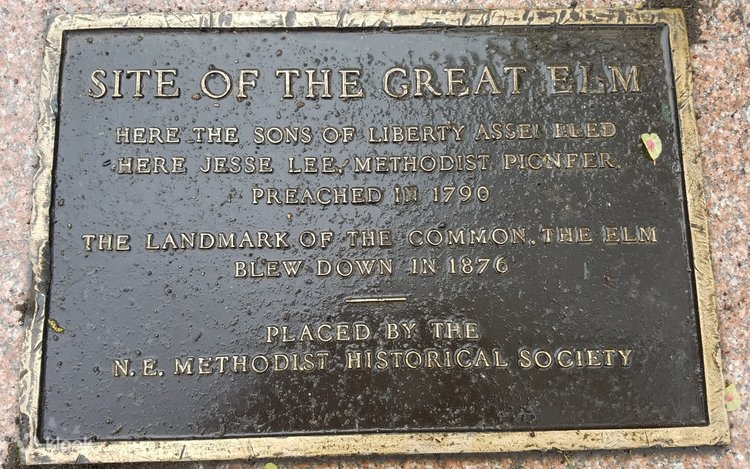 SITE OF THE GREAT ELM
HERE THE SONS OF LIBERTY ASSEMBLED
HERE JESSE LEE, METHODIST PIONEER,
PREACHED IN 1790
THE LANDMARK OF THE COMMON, THE ELM
BLEW DOWN IN 1876
PLACED BY THE
N. E. METHODIST HISTORICAL SOCIETY
klook